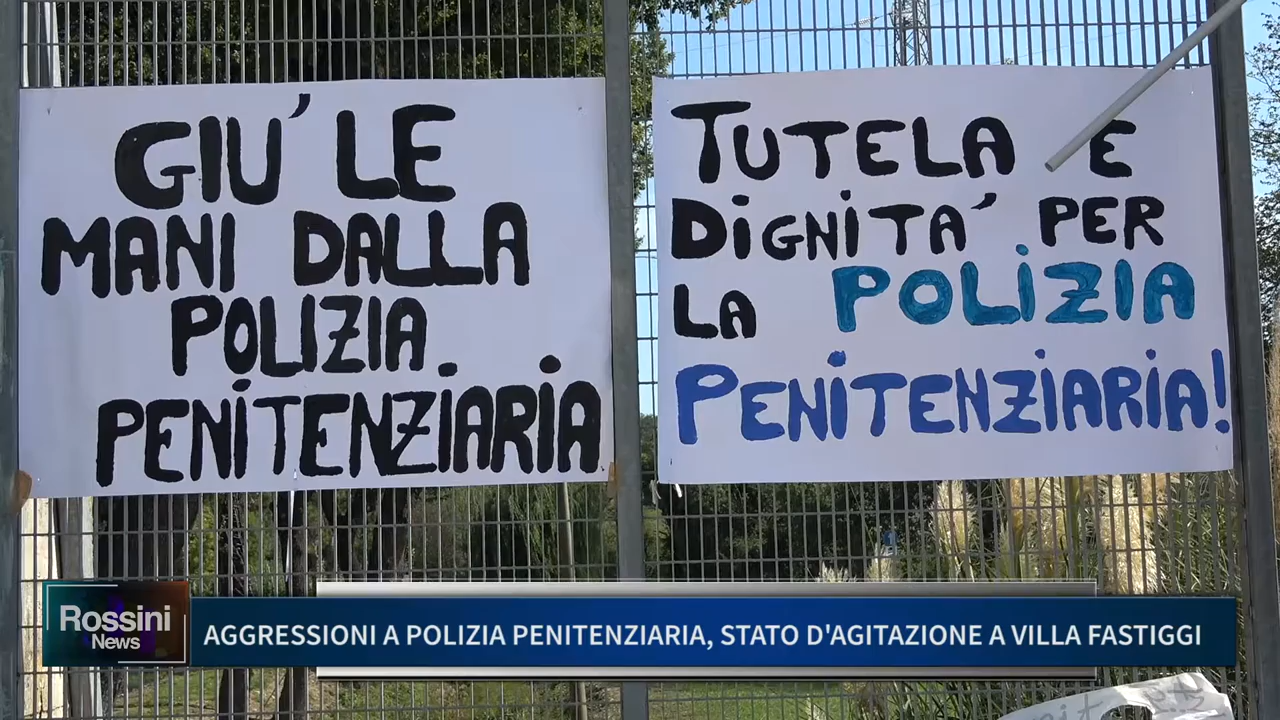 GIU' LE
MANI DALLA
POLIZIA
PENITENZIARIA
TUTELA E
DIGNITA' PER
LA POLIZIA
PENITENZIARIA!
Rossini
News
AGGRESSIONI A POLIZIA PENITENZIARIA, STATO D'AGITAZIONE A VILLA FASTIGGI